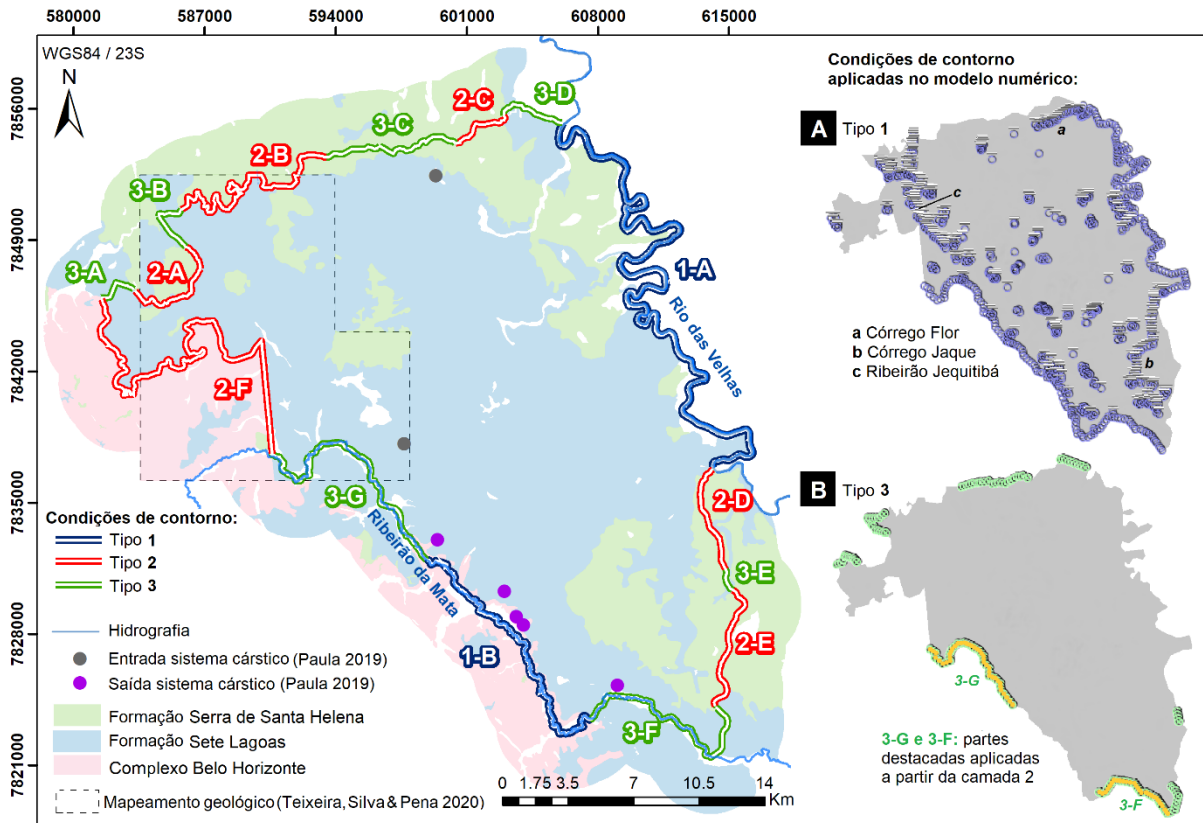 580000 587000 594000 601000 608000 615000
WGS84 / 23S
N
7856000
7849000
7842000
7835000
7828000
7821000
3-D
2-C
3-C
2-B
3-B
3-A
2-A
1-A
Rio das Velhas
2-F
3-G
2-D
Ribeirão da Mata
3-E
2-E
1-B
3-F
Condições de contorno:
Tipo 1
Tipo 2
Tipo 3
Hidrografia
Entrada sistema cárstico (Paula 2019)
Saída sistema cárstico (Paula 2019)
Formação Serra de Santa Helena
Formação Sete Lagoas
Complexo Belo Horizonte
Mapeamento geológico (Teixeira, Silva & Pena 2020)
0 1.75 3.5 7 10.5 14
Km
Condições de contorno
aplicadas no modelo numérico:
A Tipo 1
a
c
b
a Córrego Flor
b Córrego Jaque
c Ribeirão Jequitibá
B Tipo 3
3-G
3-G e 3-F: partes
destacadas aplicadas
a partir da camada 2
3-F